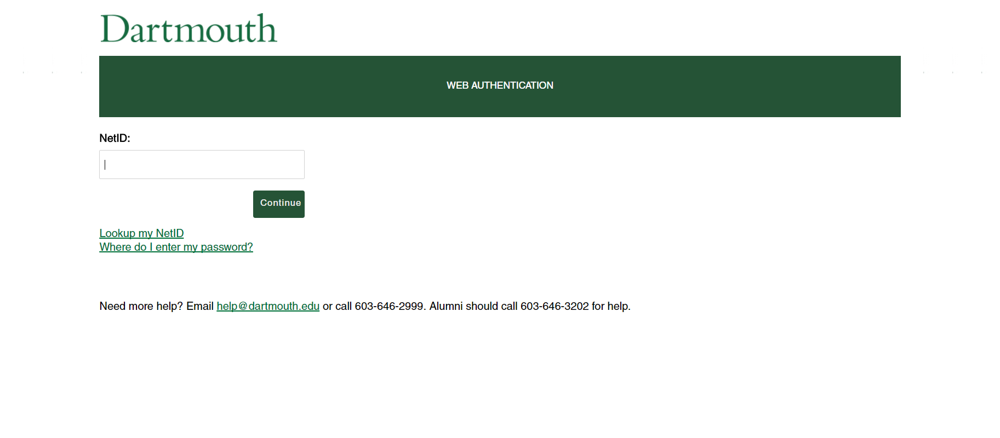 Dartmouth
WEB AUTHENTICATION
NetID:
Continue
Lookup my NetID
Where do I enter my password?
Need more help? Email help@dartmouth.edu or call 603-646-2999. Alumni should call 603-646-3202 for help.